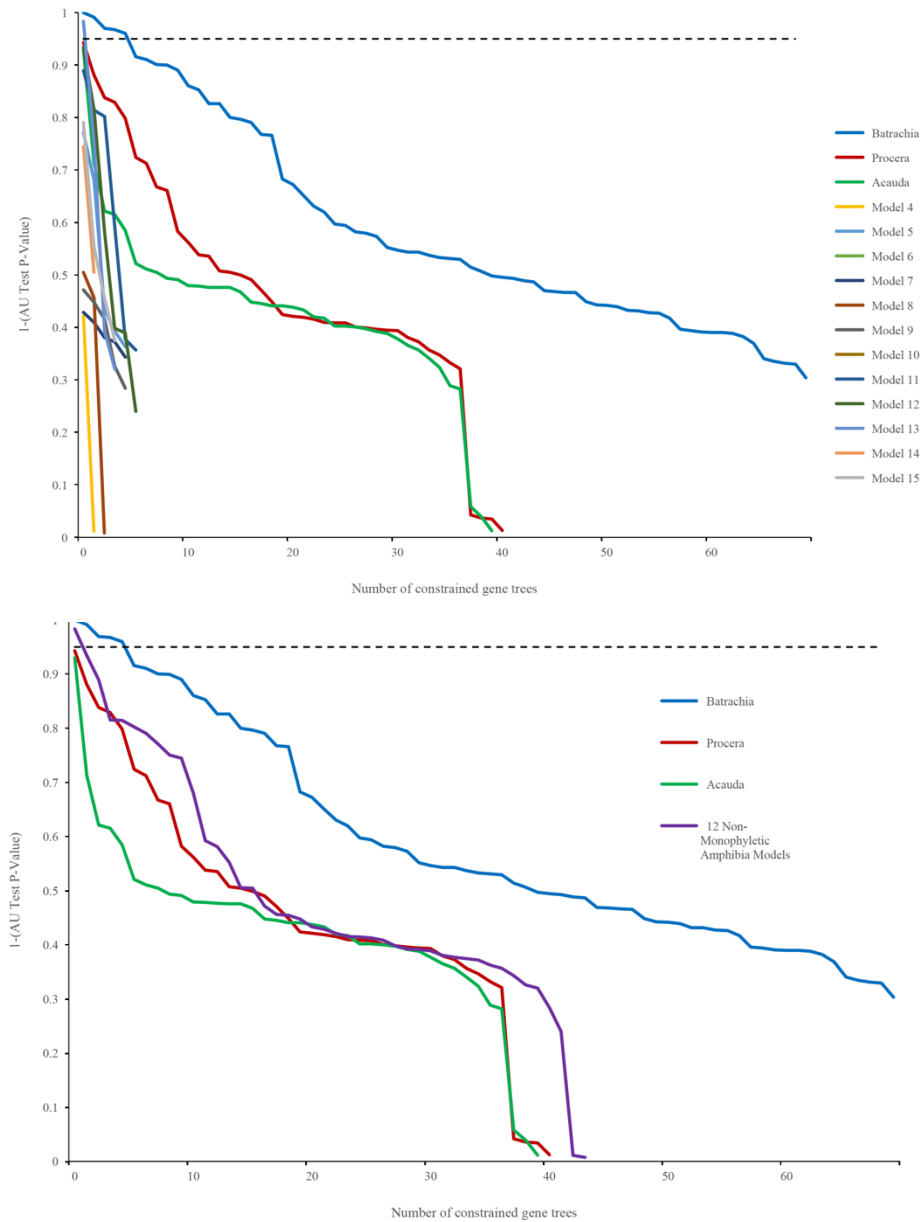 1
0.9
0.8
0.7
0.6
0.5
0.4
0.3
0.2
0.1
0
1-(AU Test P-Value)
0 10 20 30 40 50 60
Number of constrained gene trees
Batrachia
Procera
Acauda
Model 4
Model 5
Model 6
Model 7
Model 8
Model 9
Model 10
Model 11
Model 12
Model 13
Model 14
Model 15
0.9
0.8
0.7
0.6
0.5
0.4
0.3
0.2
0.1
0
1-(AU Test P-Value)
0 10 20 30 40 50 60
Number of constrained gene trees
Batrachia
Procera
Acauda
12 Non-
Monophyletic
Amphibia Models